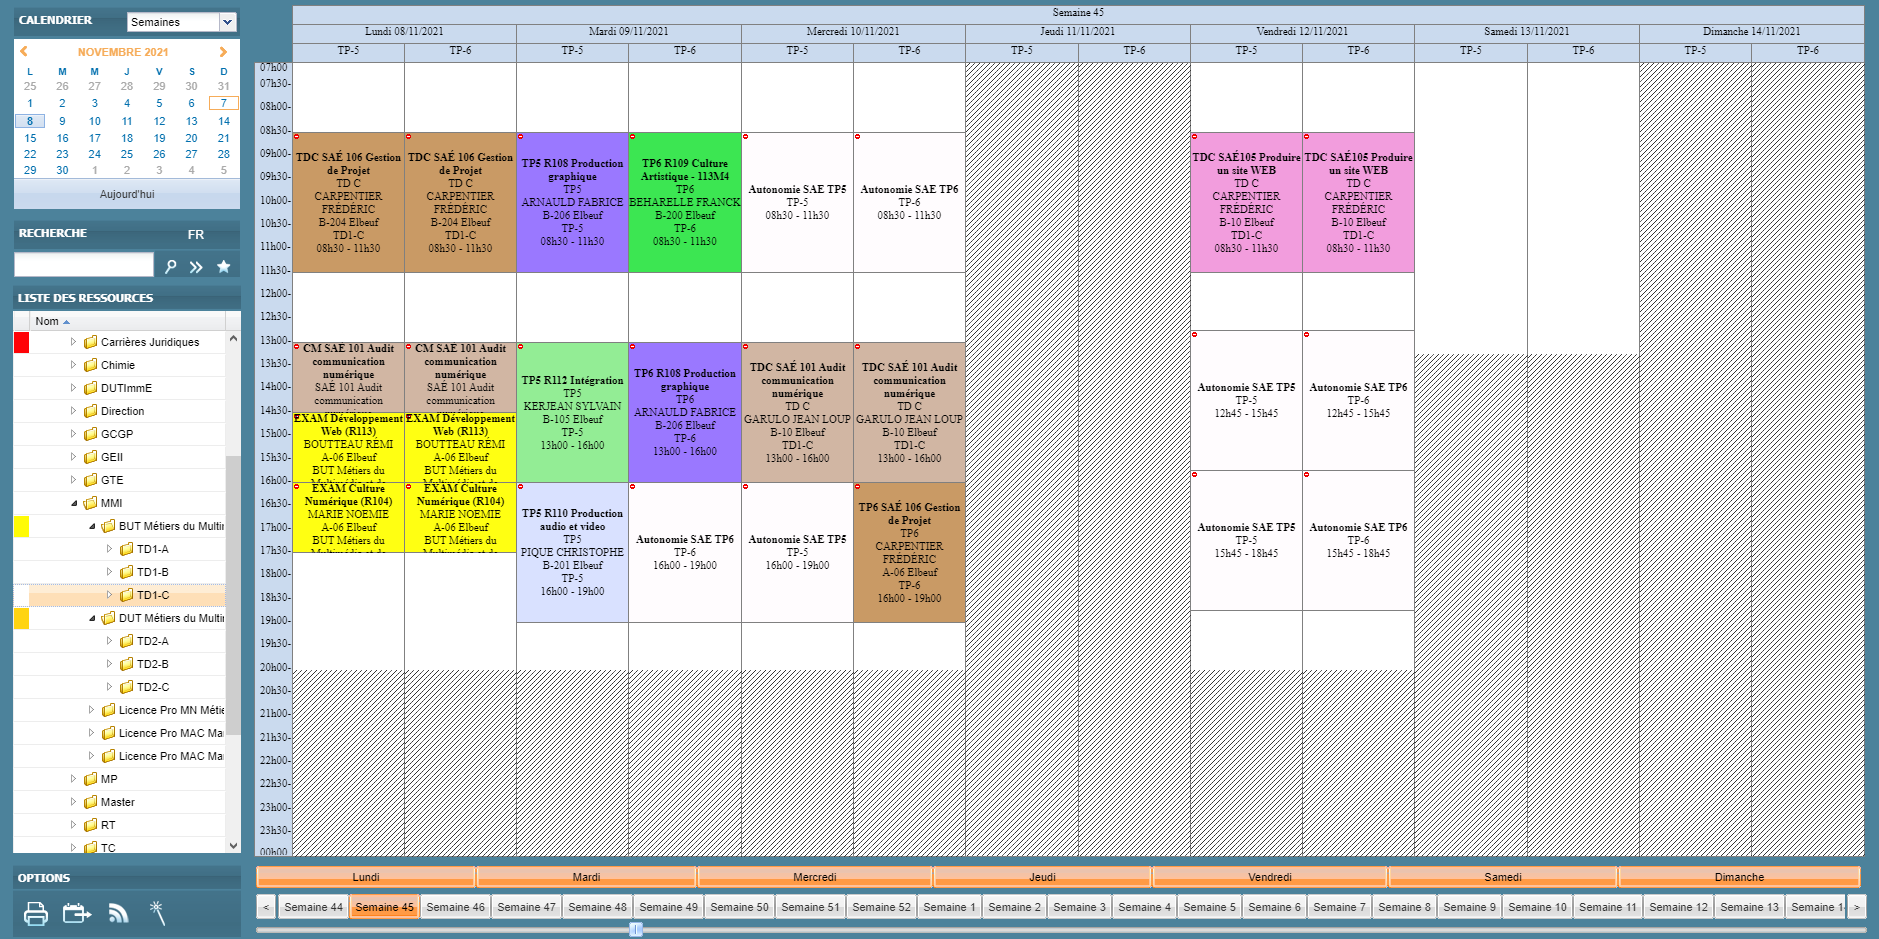 CALENDRIER
Semaines
NOVEMBRE 2021
L M M J V S D
25 26 27 28 29 30 31
1 2 3 4 5 6 7
8 9 10 11 12 13 14
15 16 17 18 19 20 21
22 23 24 25 26 27 28
29 30 1 2 3 4 5
Aujourd'hui
RECHERCHE FR
LISTE DES RESSOURCES
Nom
Carrières Juridiques
Chimie
DUTImmE
Direction
GCGP
GEII
GTE
MMI
BUT Métiers du Multir
TD1-A
TD1-B
TD1-C
DUT Métiers du Multir
TD2-A
TD2-B
TD2-C
Licence Pro MN Métie
Licence Pro MAC Ma
Licence Pro MAC Ma
MP
Master
RT
TC
OPTIONS
Semaine 45
Lundi 08/11/2021 Mardi 09/11/2021 Mercredi 10/11/2021 Jeudi 11/11/2021 Vendredi 12/11/2021 Samedi 13/11/2021 Dimanche 14/11/2021
TP-5 TP-6 TP-5 TP-6 TP-5 TP-6 TP-5 TP-6 TP-5 TP-6 TP-5 TP-6 TP-5 TP-6
07h00
07h30-
08h00-
08h30-
09h00-
09h30-
10h00-
10h30-
11h00-
11h30-
12h00-
12h30-
13h00-
13h30-
14h00-
14h30-
15h00-
15h30-
16h00-
16h30-
17h00-
17h30-
18h00-
18h30-
19h00-
19h30-
20h00-
20h30-
21h00-
21h30-
22h00-
22h30-
23h00-
23h30-
00h00
TDC SAÉ 106 Gestion
de Projet
TD C
CARPENTIER
FRÉDÉRIC
B-204 Elbeuf
TD1-C
08h30 - 11h30
TDC SAÉ 106 Gestion
de Projet
TD C
CARPENTIER
FRÉDÉRIC
B-204 Elbeuf
TD1-C
08h30 - 11h30
TP5 R108 Production
graphique
TP5
ARNAULD FABRICE
B-206 Elbeuf
TP-5
08h30 - 11h30
TP6 R109 Culture
Artistique - 113M4
TP6
BEHARELLE FRANCK
B-200 Elbeuf
TP-6
08h30 - 11h30
Autonomie SAE TP5
TP-5
08h30 - 11h30
Autonomie SAE TP6
TP-6
08h30 - 11h30
TDC SAÉ105 Produire
un site WEB
TD C
CARPENTIER
FRÉDÉRIC
B-10 Elbeuf
TD1-C
08h30 - 11h30
TDC SAÉ105 Produire
un site WEB
TD C
CARPENTIER
FRÉDÉRIC
B-10 Elbeuf
TD1-C
08h30 - 11h30
CM SAE 101 Audit
communication
numérique
SAÉ 101 Audit
communication
CM SAE 101 Audit
communication
numérique
SAÉ 101 Audit
communication
EXAM Développement
Web (R113)
BOUTTEAU RÉMI
A-06 Elbeuf
BUT Métiers du
EXAM Développement
Web (R113)
BOUTTEAU RÉMI
A-06 Elbeuf
BUT Métiers du
EXAM Culture
Numérique (R104)
MARIE NOEMIE
A-06 Elbeuf
BUT Métiers du
EXAM Culture
Numérique (R104)
MARIE NOEMIE
A-06 Elbeuf
BUT Métiers du
TP5 R112 Intégration
TP5
KERJEAN SYLVAIN
B-105 Elbeuf
TP-5
13h00 - 16h00
TP6 R108 Production
graphique
TP6
ARNAULD FABRICE
B-206 Elbeuf
TP-6
13h00 - 16h00
TDC SAÉ 101 Audit
communication
numérique
TD C
GARULO JEAN LOUP
B-10 Elbeuf
TD1-C
13h00 - 16h00
TDC SAÉ 101 Audit
communication
numérique
TD C
GARULO JEAN LOUP
B-10 Elbeuf
TD1-C
13h00 - 16h00
Autonomie SAE TP5
TP-5
12h45 - 15h45
Autonomie SAE TP6
TP-6
12h45 - 15h45
TP5 R110 Production
audio et video
TP5
PIQUE CHRISTOPHE
B-201 Elbeuf
TP-5
16h00 - 19h00
Autonomie SAE TP6
TP-6
16h00 - 19h00
Autonomie SAE TP5
TP-5
16h00 - 19h00
TP6 SAÉ 106 Gestion
de Projet
TP6
CARPENTIER
FRÉDÉRIC
A-06 Elbeuf
TP-6
16h00 - 19h00
Autonomie SAE TP5
TP-5
15h45 - 18h45
Autonomie SAE TP6
TP-6
15h45 - 18h45
Lundi Mardi Mercredi Jeudi Vendredi Samedi Dimanche
< Semaine 44 Semaine 45 Semaine 46 Semaine 47 Semaine 48 Semaine 49 Semaine 50 Semaine 51 Semaine 52 Semaine 1 Semaine 2 Semaine 3 Semaine 4 Semaine 5 Semaine 6 Semaine 7 Semaine 8 Semaine 9 Semaine 10 Semaine 11 Semaine 12 Semaine 13 Semaine 1 >